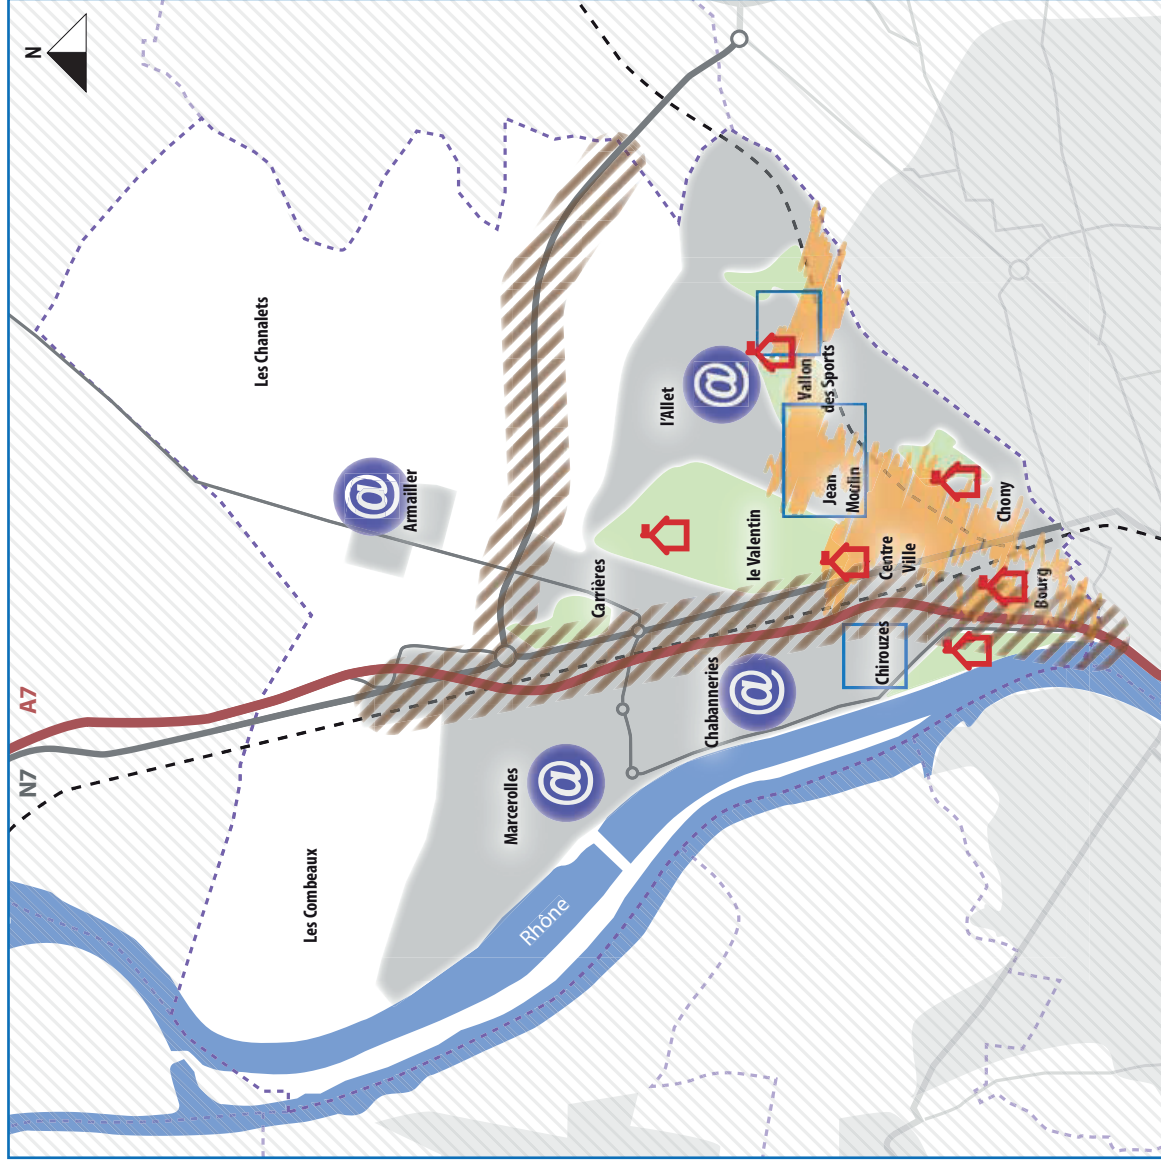 N
A7
N7
Les Chanalets
Armailler
@
l'Allet
@
Vallon
des Sports
Jean
Moulin
le Valentin
Carrières
Centre
Ville
Chony
Bourg
Chirouzes
Chabanneries
@
Marcerolles
@
Les Combeaux
Rhône